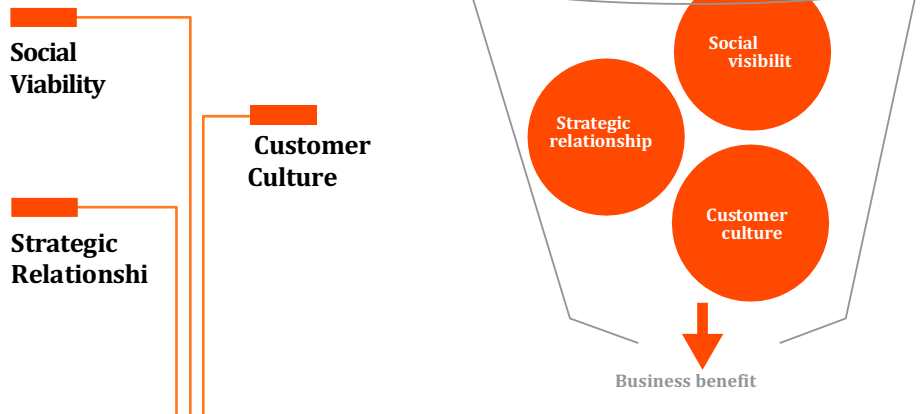 Social
Viability
Customer
Culture
Strategic
Relationshi
Social
visibilit
Strategic
relationship
Customer
culture
Business benefit